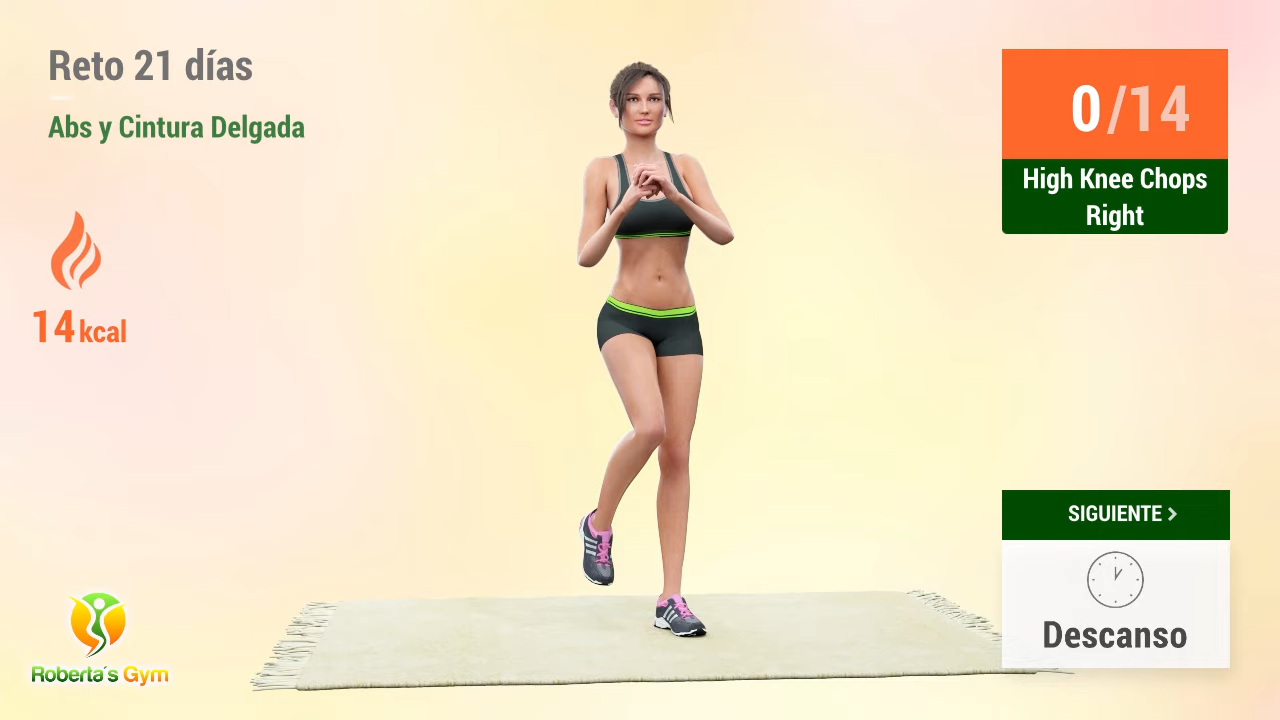 Reto 21 días
Abs y Cintura Delgada
14 kcal
0/14
High Knee Chops
Right
SIGUIENTE >
Descanso
Roberta´s Gym